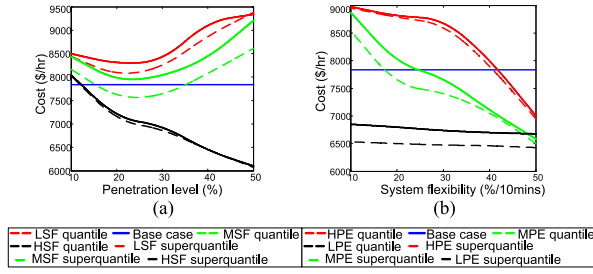 9500
9000
8500
8000
7500
7000
6500
6000
Cost ($/hr)
10 20 30 40 50
Penetration level (%)
(a)
9000
8500
8000
7500
7000
6500
6000
Cost ($/hr)
10 20 30 40 50
System flexibility (%/10mins)
(b)
LSF quantile Base case MSF quantile
HSF quantile LSF superquantile
MSF superquantile HSF superquantile
HPE quantile Base case MPE quantile
LPE quantile HPE superquantile
MPE superquantile LPE superquantile